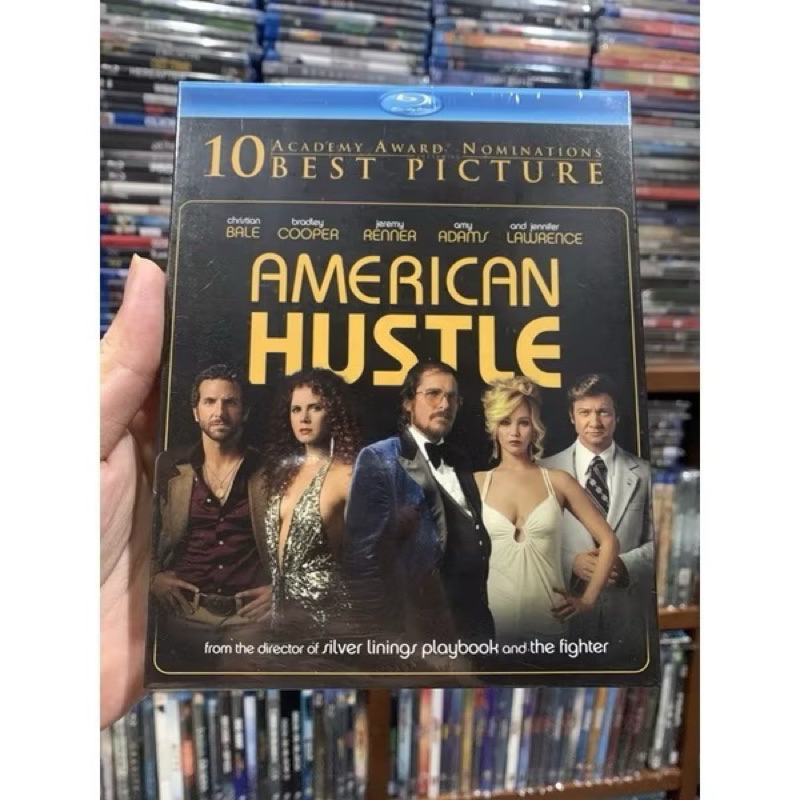 10 ACADEMY AWARD® NOMINATIONS
BEST PICTURE
christian BALE bradley COOPER jeremy RENNER amy ADAMS and jennifer LAWRENCE
AMERICAN
HUSTLE
from the director of silver linings playbook and the fighter